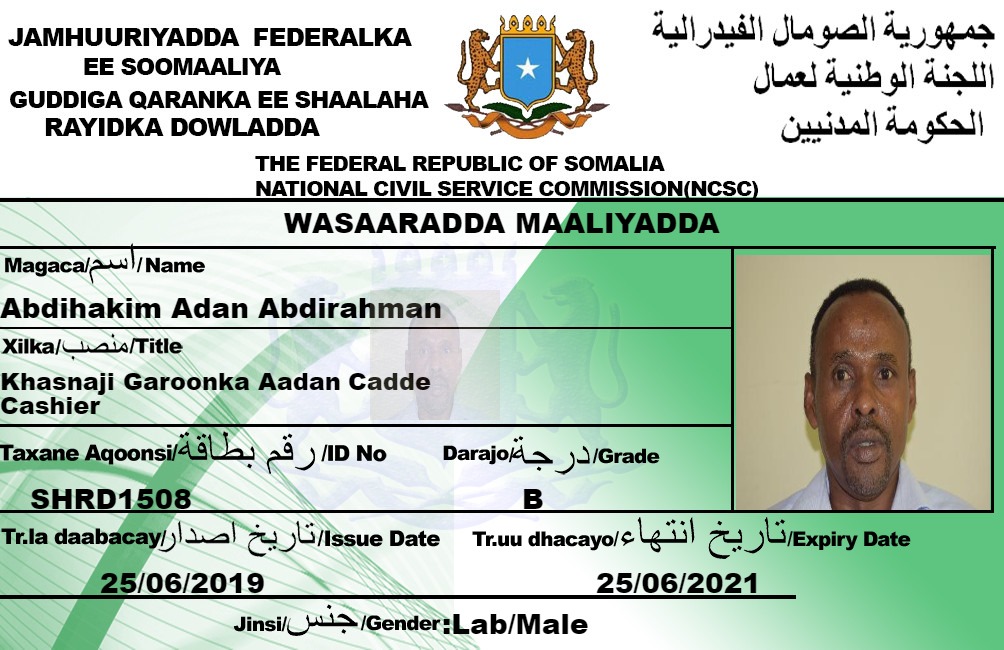 JAMHUURIYADDA FEDERALKA
EE SOOMAALIYA
GUDDIGA QARANKA EE SHAALAHA
RAYIDKA DOWLADDA
جمهورية الصومال الفيدرالية
اللجنة الوطنية لعمال
الحكومة المدنيين
THE FEDERAL REPUBLIC OF SOMALIA
NATIONAL CIVIL SERVICE COMMISSION(NCSC)
WASAARADDA MAALIYADDA
Magaca/اسم/Name
Abdihakim Adan Abdirahman
Xilka/منصب/Title
Khasnaji Garoonka Aadan Cadde
Cashier
Taxane Aqoonsi/رقم بطاقة/ID No
Darajo/درجة/Grade
SHRD1508
B
Tr.la daabacay/تاريخ اصدار/Issue Date
Tr.uu dhacayo/تاريخ انتهاء/Expiry Date
25/06/2019
25/06/2021
Jinsi/جنس/Gender:Lab/Male